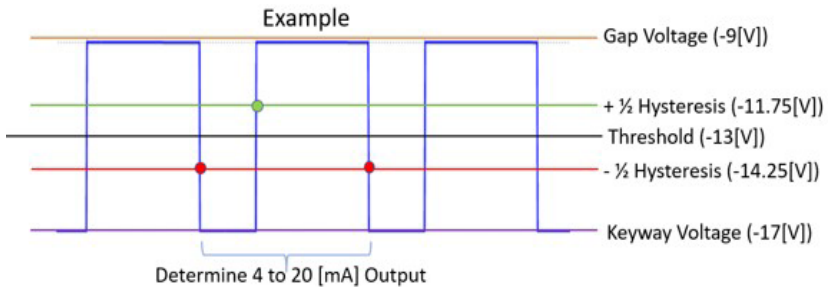 Example
Gap Voltage (-9[V])
+ ½ Hysteresis (-11.75[V])
Threshold (-13[V])
- ½ Hysteresis (-14.25[V])
Keyway Voltage (-17[V])
Determine 4 to 20 [mA] Output